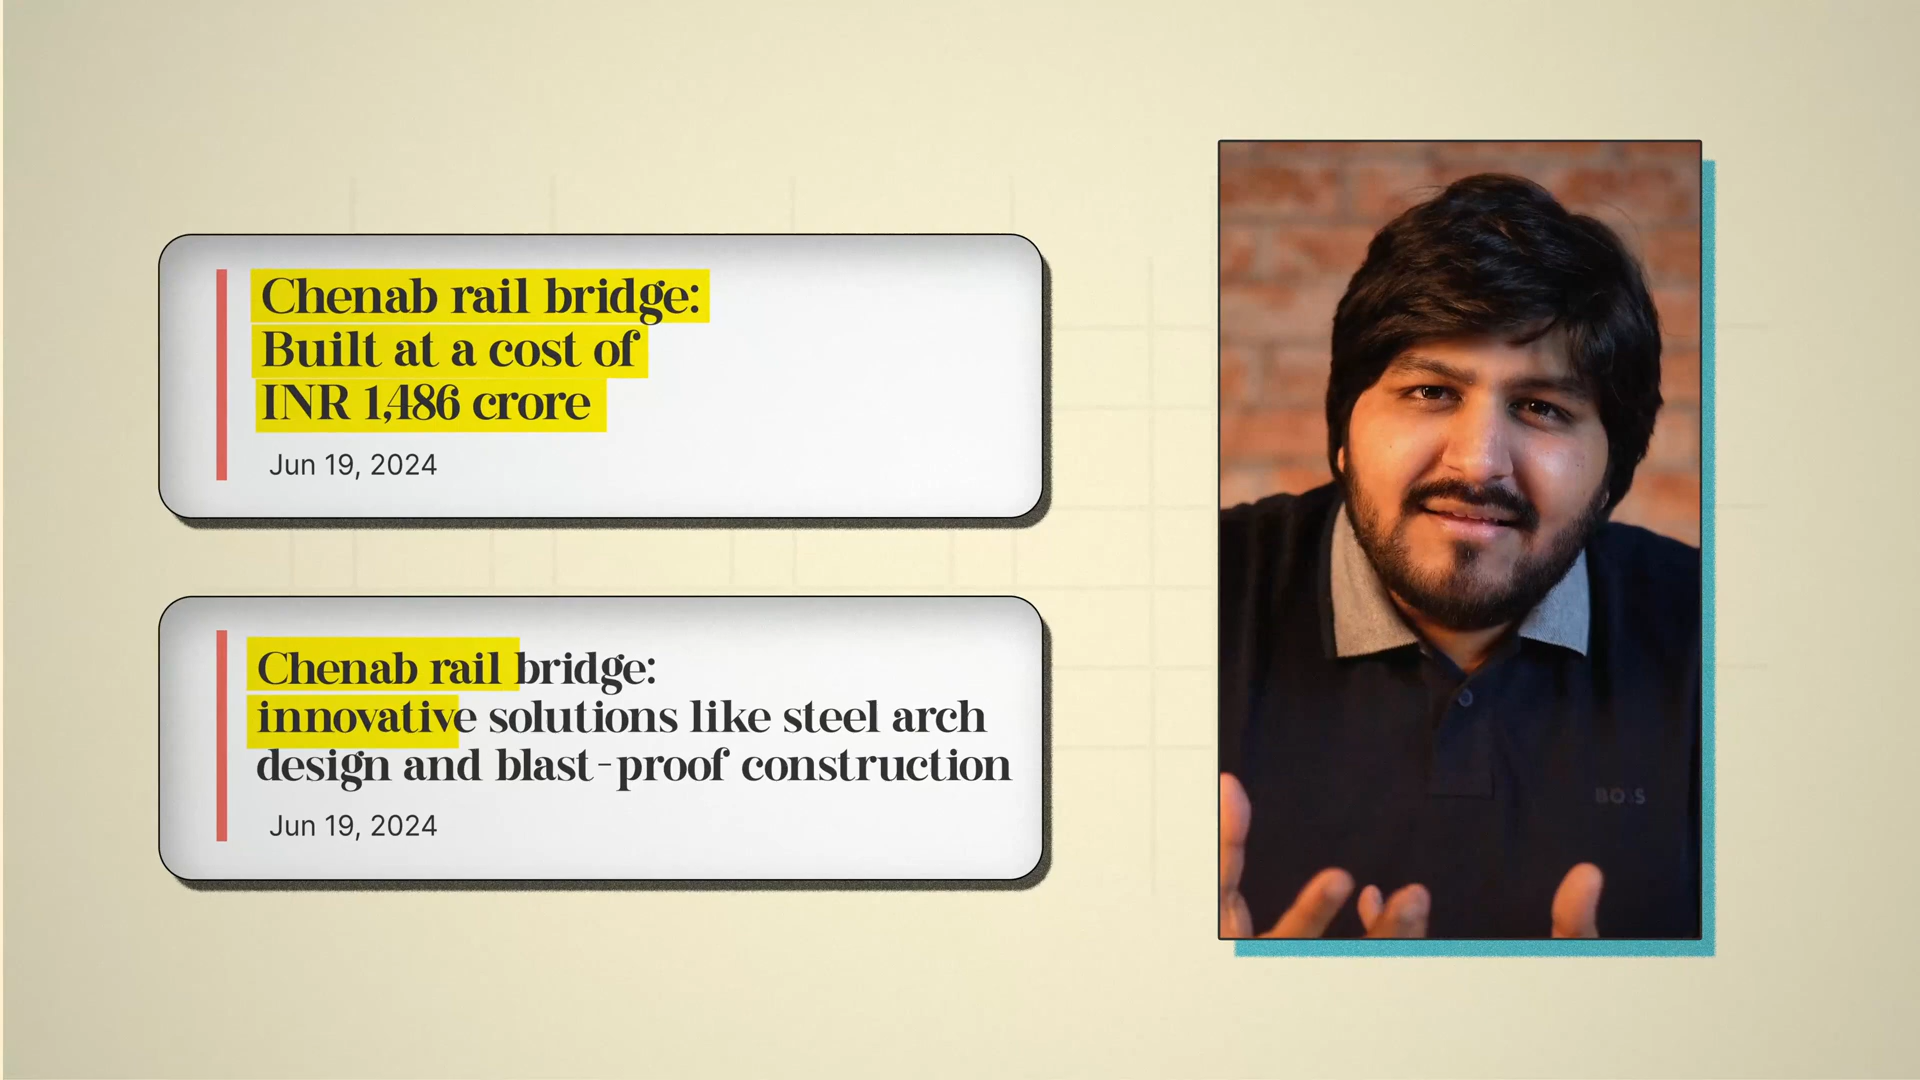 Chenab rail bridge:
Built at a cost of
INR 1,486 crore
Jun 19, 2024
Chenab rail bridge:
innovative solutions like steel arch
design and blast-proof construction
Jun 19, 2024
BOSS